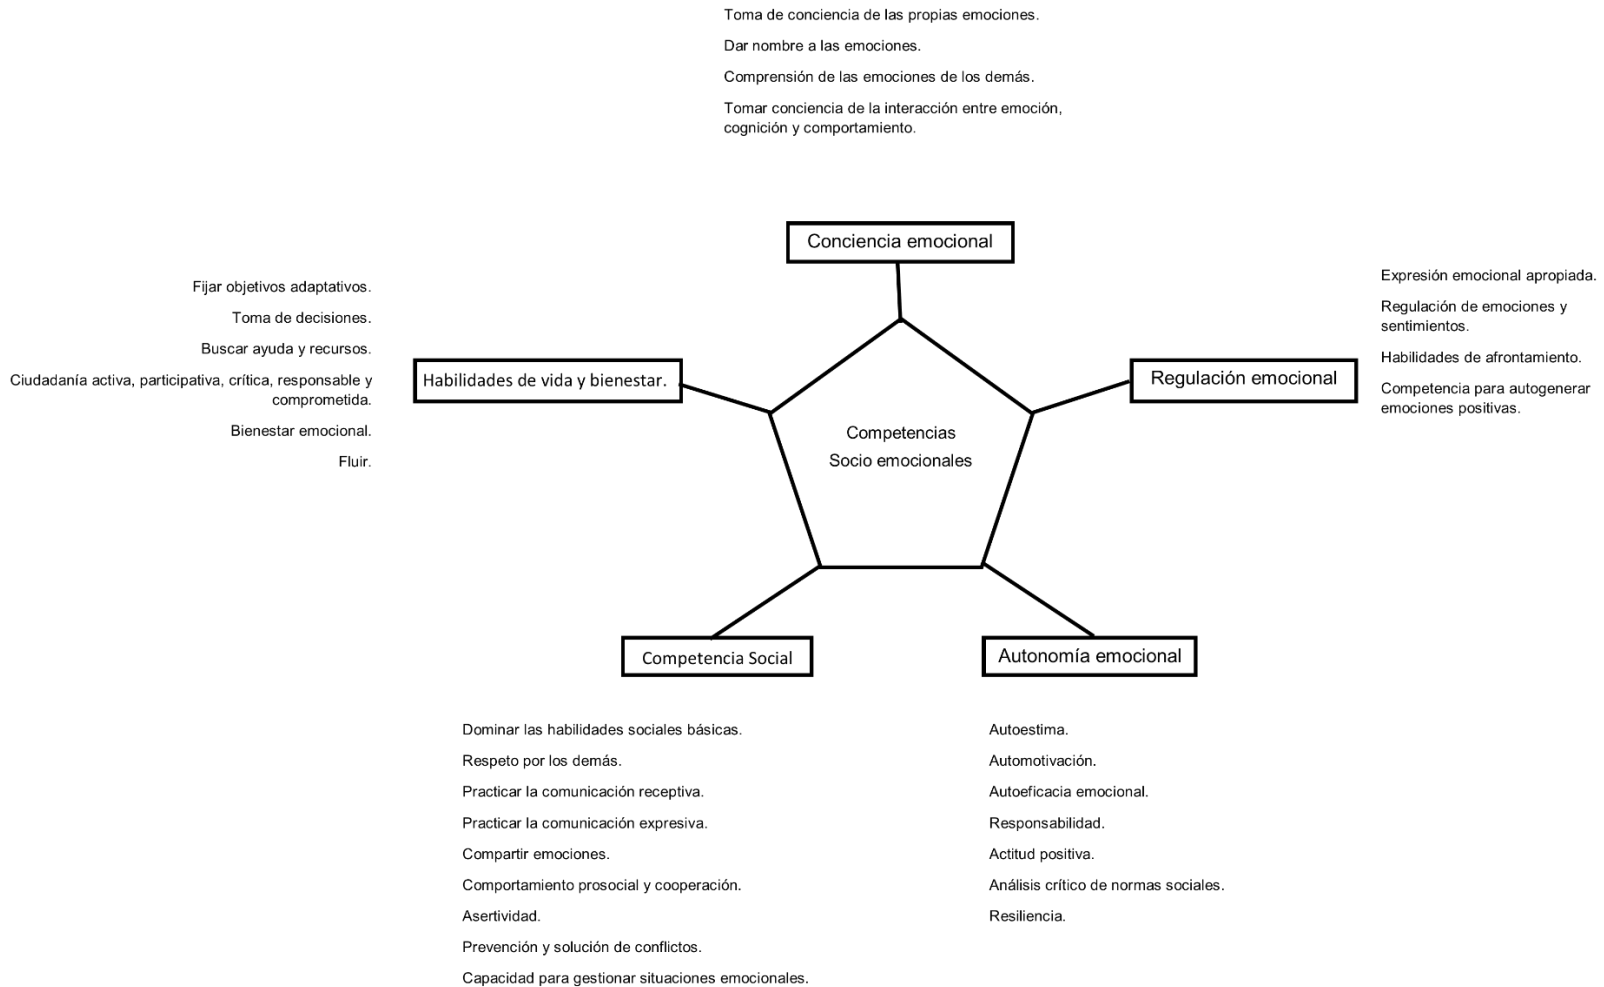 Toma de conciencia de las propias emociones.
Dar nombre a las emociones.
Comprensión de las emociones de los demás.
Tomar conciencia de la interacción entre emoción,
cognición y comportamiento.
Conciencia emocional
Fijar objetivos adaptativos.
Toma de decisiones.
Buscar ayuda y recursos.
Ciudadanía activa, participativa, crítica, responsable y
comprometida.
Bienestar emocional.
Fluir.
Habilidades de vida y bienestar.
Competencias
Socio emocionales
Regulación emocional
Expresión emocional apropiada.
Regulación de emociones y
sentimientos.
Habilidades de afrontamiento.
Competencia para autogenerar
emociones positivas.
Competencia Social
Dominar las habilidades sociales básicas.
Respeto por los demás.
Practicar la comunicación receptiva.
Practicar la comunicación expresiva.
Compartir emociones.
Comportamiento prosocial y cooperación.
Asertividad.
Prevención y solución de conflictos.
Capacidad para gestionar situaciones emocionales.
Autonomía emocional
Autoestima.
Automotivación.
Autoeficacia emocional.
Responsabilidad.
Actitud positiva.
Análisis crítico de normas sociales.
Resiliencia.